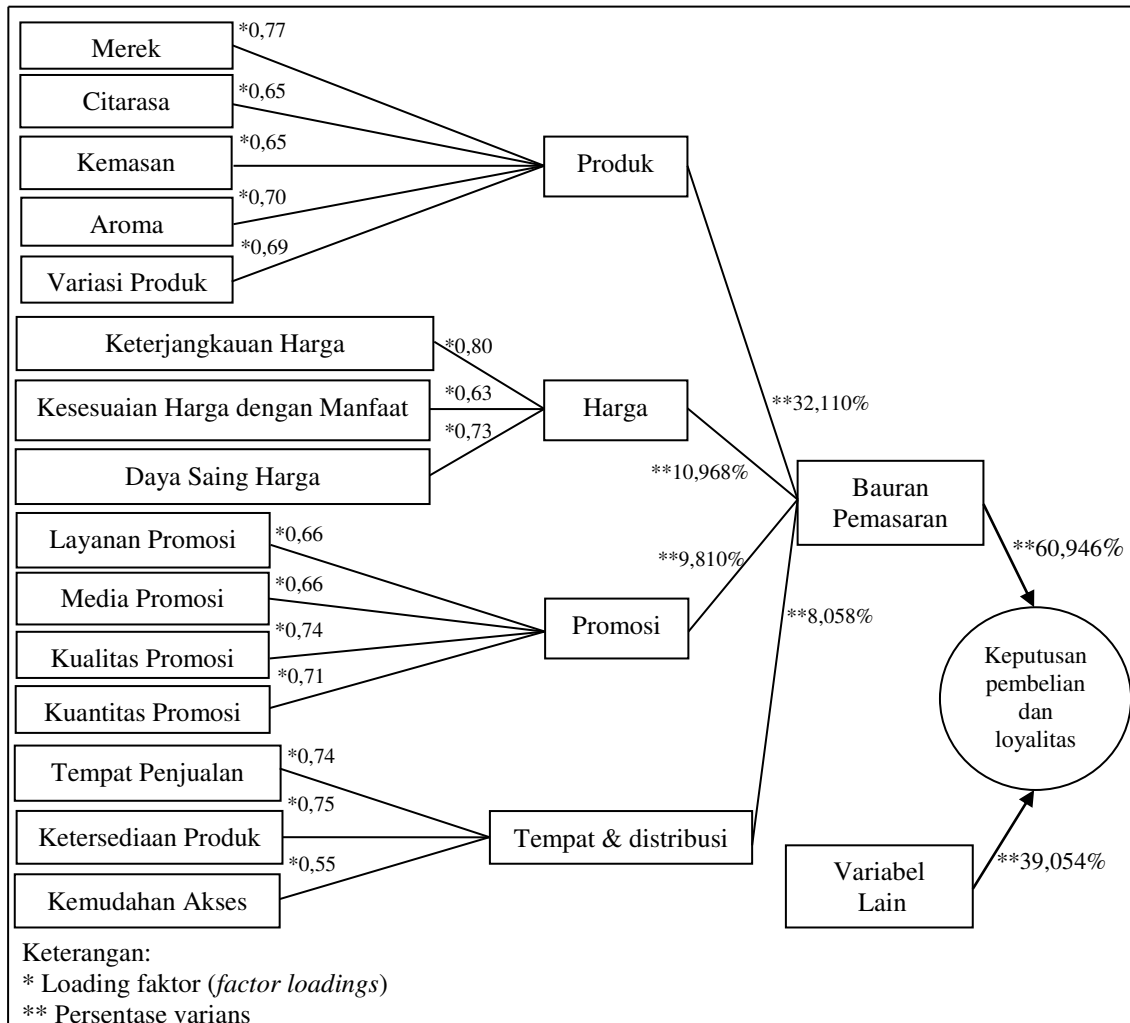 Merek
*0,77
Citarasa
*0,65
Kemasan
*0,65
Aroma
*0,70
Variasi Produk
*0,69
Produk
Keterjangkauan Harga
*0,80
Kesesuaian Harga dengan Manfaat
*0,63
Daya Saing Harga
*0,73
Harga
Layanan Promosi
*0,66
Media Promosi
*0,66
Kualitas Promosi
*0,74
Kuantitas Promosi
*0,71
Promosi
Tempat Penjualan
*0,74
Ketersediaan Produk
*0,75
Kemudahan Akses
*0,55
Tempat & distribusi
**32,110%
**10,968%
**9,810%
**8,058%
Bauran
Pemasaran
**60,946%
Keputusan
pembelian
dan
loyalitas
Variabel
Lain
**39,054%
Keterangan:
* Loading faktor (factor loadings)
** Persentase varians